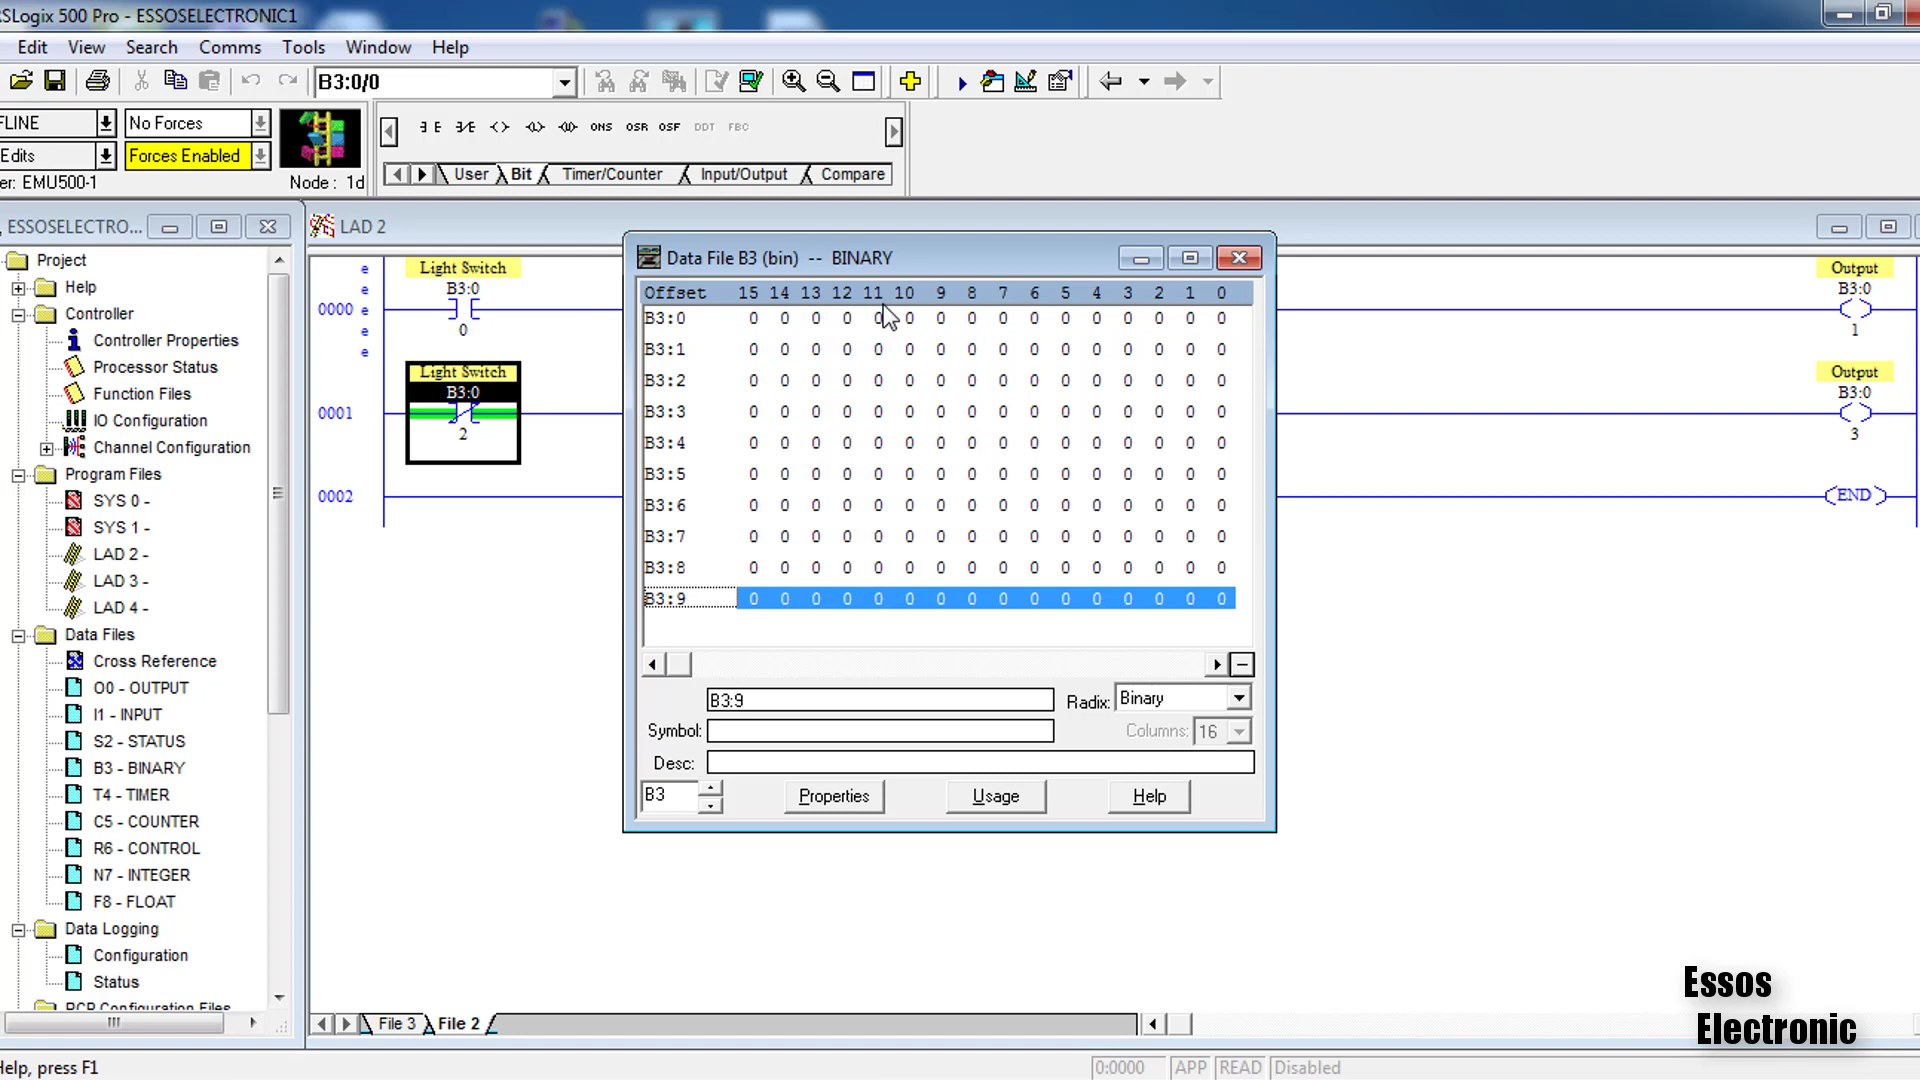 RSLogix 500 Pro - ESSOSELECTRONIC1
Edit View Search Comms Tools Window Help
B3:0/0
FLINE
No Forces
Edits
Forces Enabled
er: EMU500-1
Node : 1d
ONS OSR OSF DDT FBC
User Bit Timer/Counter Input/Output Compare
ESSOSELECTRO...
LAD 2
Project
Help
Controller
Controller Properties
Processor Status
Function Files
IO Configuration
Channel Configuration
Program Files
SYS 0 -
SYS 1 -
LAD 2 -
LAD 3 -
LAD 4 -
Data Files
Cross Reference
O0 - OUTPUT
I1 - INPUT
S2 - STATUS
B3 - BINARY
T4 - TIMER
C5 - COUNTER
R6 - CONTROL
N7 - INTEGER
F8 - FLOAT
Data Logging
Configuration
Status
RCP Configuration Files
e
e
e
e
e
0000
Light Switch
B3:0
0
Output
B3:0
1
0001
Light Switch
B3:0
2
Output
B3:0
3
0002
END
Data File B3 (bin) -- BINARY
Offset 15 14 13 12 11 10 9 8 7 6 5 4 3 2 1 0
B3:0 0 0 0 0 0 0 0 0 0 0 0 0 0 0 0 0
B3:1 0 0 0 0 0 0 0 0 0 0 0 0 0 0 0 0
B3:2 0 0 0 0 0 0 0 0 0 0 0 0 0 0 0 0
B3:3 0 0 0 0 0 0 0 0 0 0 0 0 0 0 0 0
B3:4 0 0 0 0 0 0 0 0 0 0 0 0 0 0 0 0
B3:5 0 0 0 0 0 0 0 0 0 0 0 0 0 0 0 0
B3:6 0 0 0 0 0 0 0 0 0 0 0 0 0 0 0 0
B3:7 0 0 0 0 0 0 0 0 0 0 0 0 0 0 0 0
B3:8 0 0 0 0 0 0 0 0 0 0 0 0 0 0 0 0
B3:9 0 0 0 0 0 0 0 0 0 0 0 0 0 0 0 0
B3:9
Radix: Binary
Symbol:
Columns: 16
Desc:
B3
Properties Usage Help
File 3 File 2
Essos
Electronic
Help, press F1
0:0000 APP READ Disabled